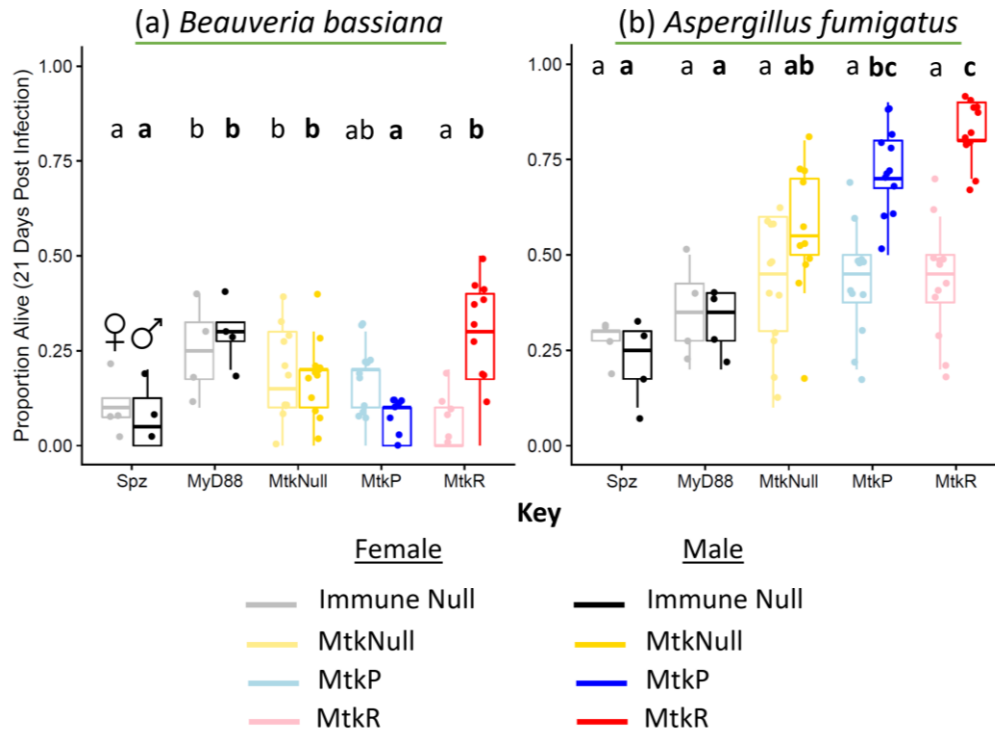 (a) Beauveria bassiana
(b) Aspergillus fumigatus
Proportion Alive (21 Days Post Infection)
1.00
0.75
0.50
0.25
0.00
a a b b b b ab a a b
♀ ♂
Spz MyD88 MtkNull MtkP MtkR
1.00
0.75
0.50
0.25
0.00
a a a a a ab a bc a c
Spz MyD88 MtkNull MtkP MtkR
Key
Female
Immune Null
MtkNull
MtkP
MtkR
Male
Immune Null
MtkNull
MtkP
MtkR